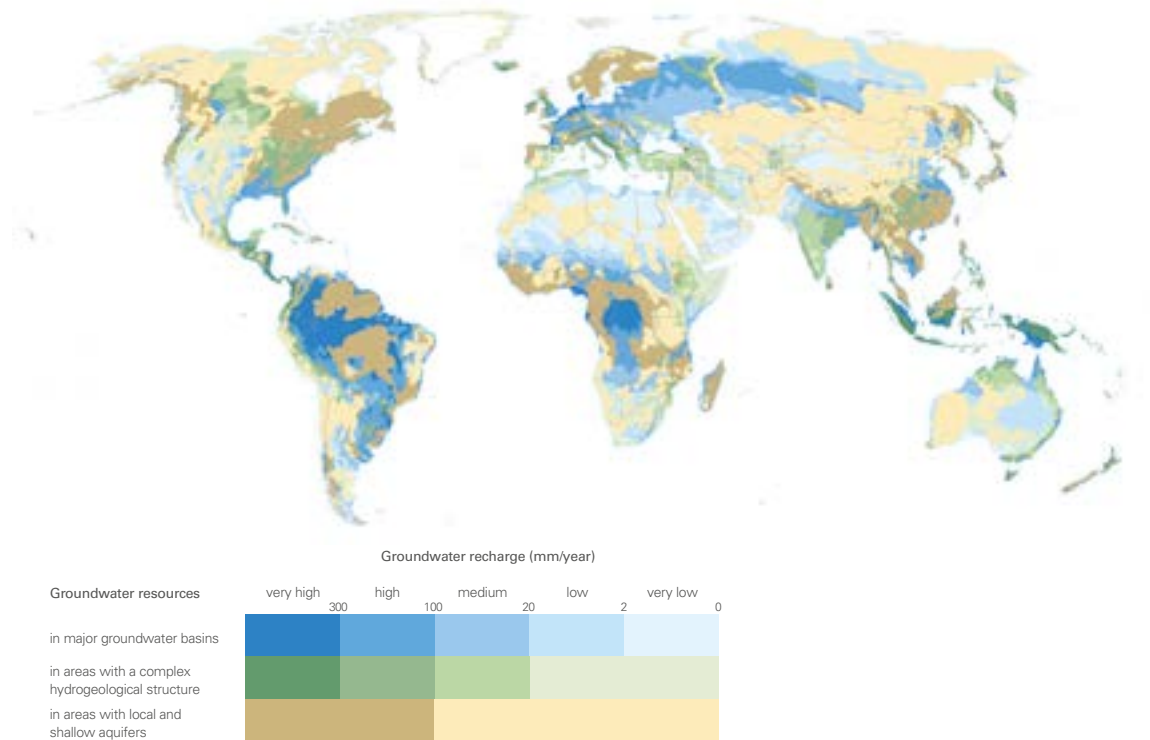 Groundwater recharge (mm/year)
Groundwater resources
very high
high
medium
low
very low
300
100
20
2
0
in major groundwater basins
in areas with a complex
hydrogeological structure
in areas with local and
shallow aquifers